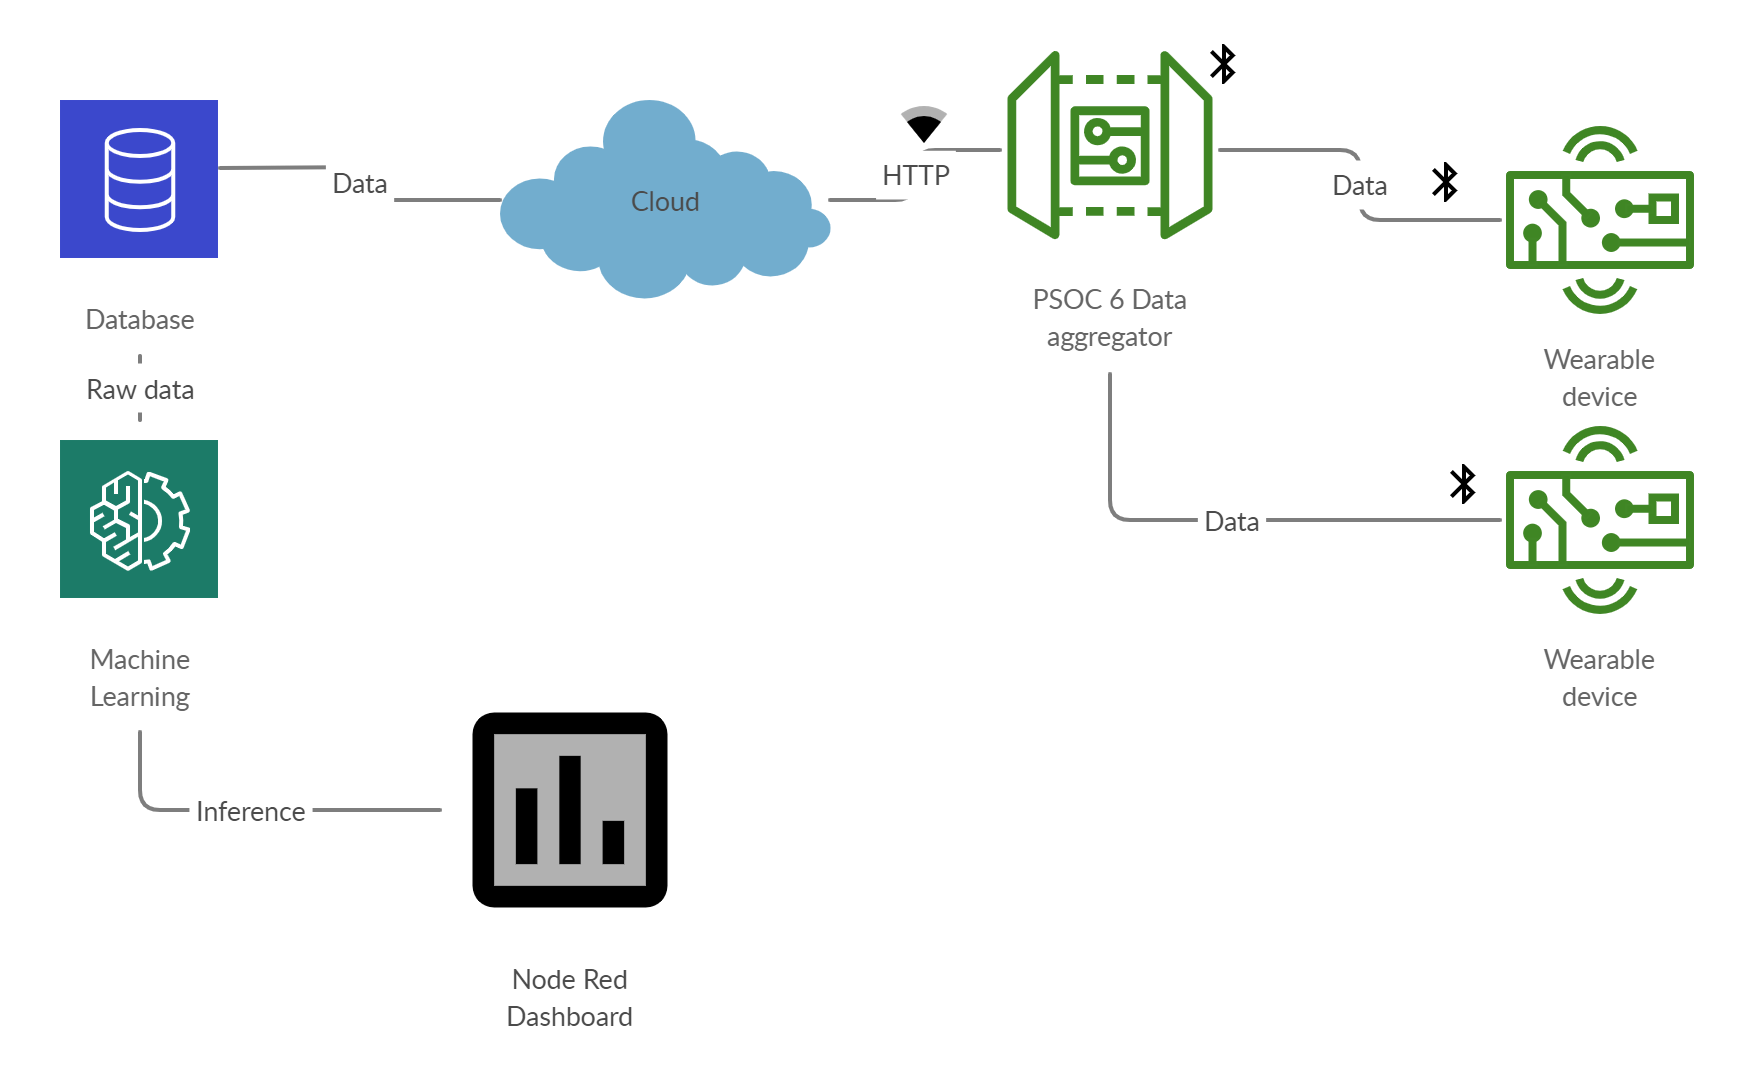 Data
Cloud
HTTP
Data
PSOC 6 Data
aggregator
Database
Raw data
Wearable
device
Data
Machine
Learning
Wearable
device
Inference
Node Red
Dashboard